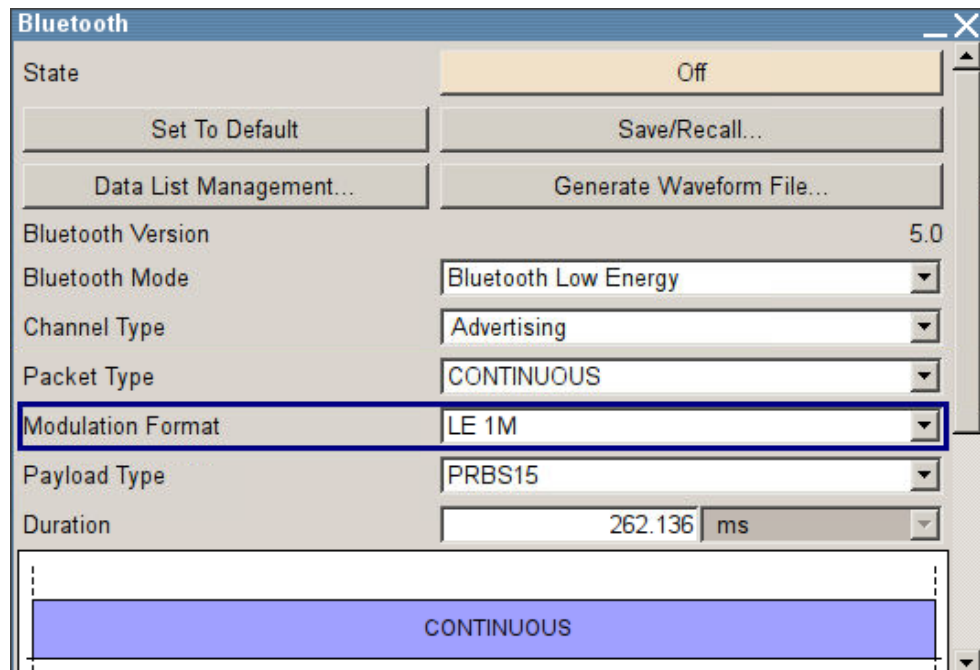 Bluetooth
State Off
Set To Default Save/Recall...
Data List Management... Generate Waveform File...
Bluetooth Version 5.0
Bluetooth Mode Bluetooth Low Energy
Channel Type Advertising
Packet Type CONTINUOUS
Modulation Format LE 1M
Payload Type PRBS15
Duration 262.136 ms
CONTINUOUS